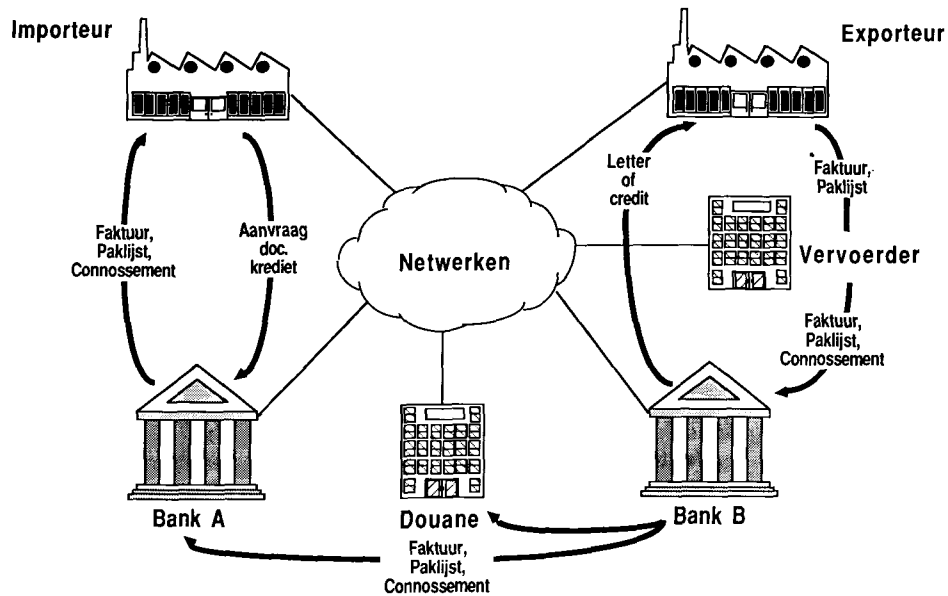 Importeur
Exporteur
Letter
of
credit
Faktuur,
Paklijst
Faktuur,
Paklijst,
Connossement
Aanvraag
doc.
krediet
Netwerken
Vervoerder
Faktuur,
Paklijst,
Connossement
Bank A
Douane
Bank B
Faktuur,
Paklijst,
Connossement